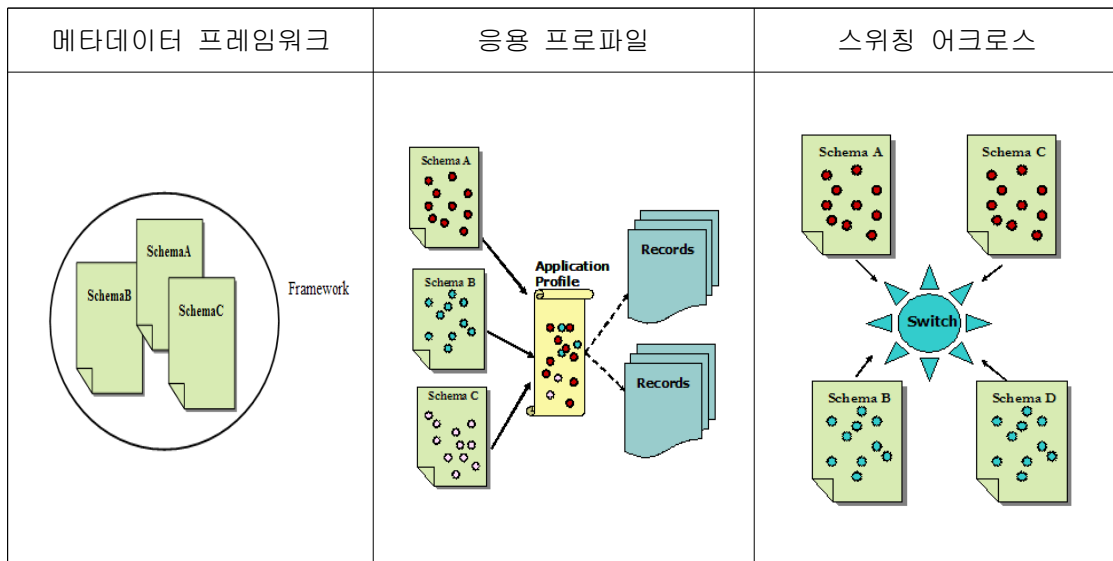 메타데이터 프레임워크
응용 프로파일
스위칭 어크로스
SchemaA
SchemaB
SchemaC
Framework
Schema A
Schema B
Schema C
Application
Profile
Records
Records
Schema A
Schema C
Switch
Schema B
Schema D